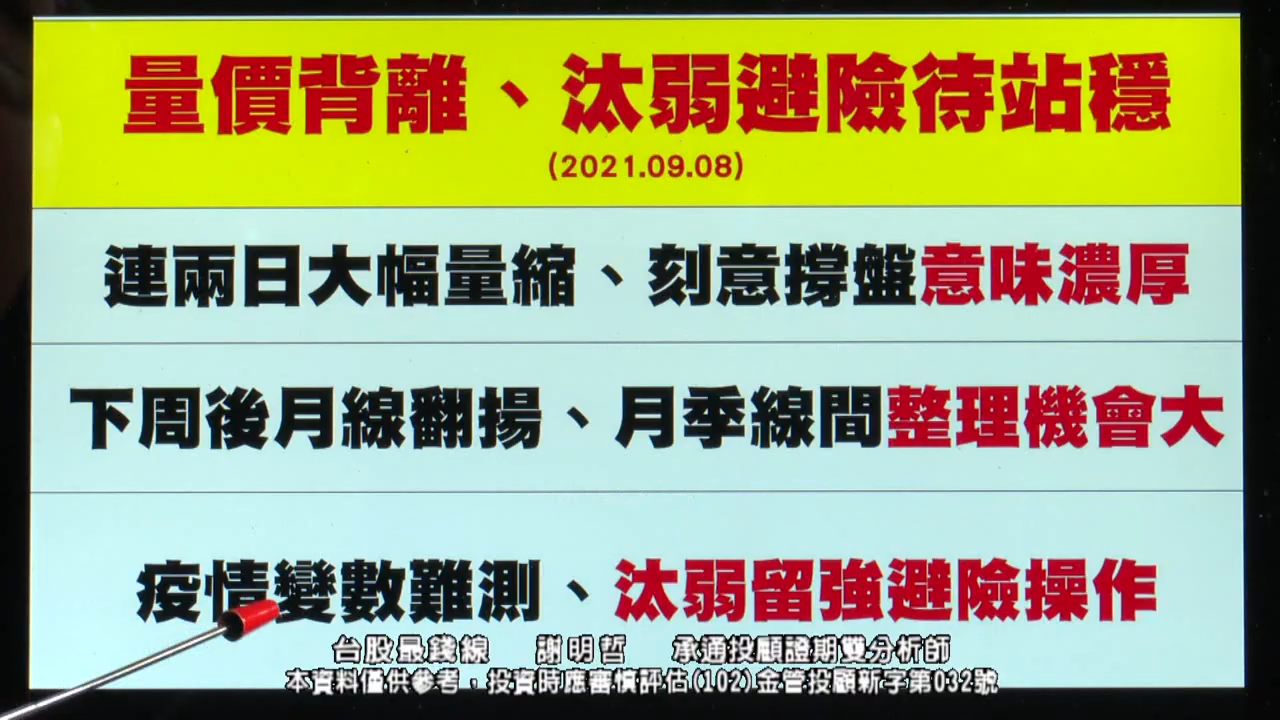 量價背離、汰弱避險待站穩
(2021.09.08)
連兩日大幅量縮、刻意撐盤意味濃厚
下周後月線翻揚、月季線間整理機會大
疫情變數難測、汰弱留強避險操作
台股最錢線 謝明哲 承通投顧證期雙分析師
本資料僅供參考，投資時應審慎評估(102)金管投顧新字第032號